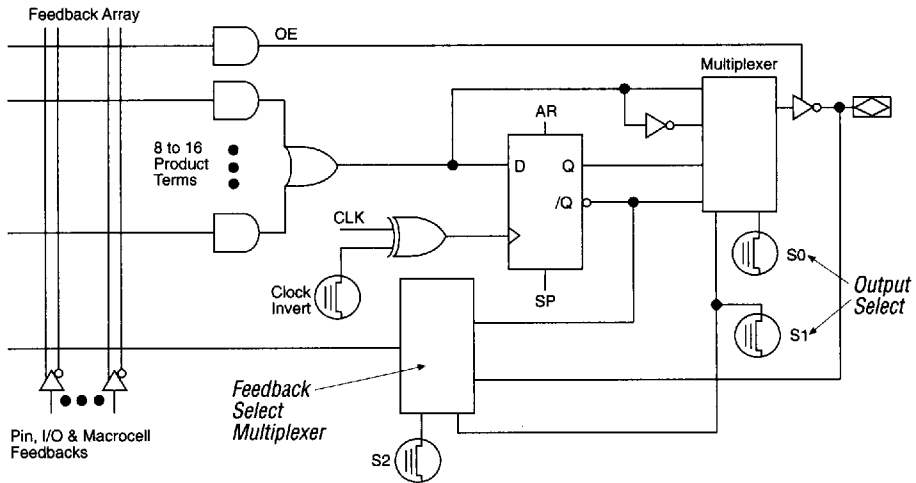 Feedback Array
OE
Multiplexer
AR
8 to 16
Product
Terms
D
Q
/Q
CLK
S0
Clock
Invert
SP
Output
Select
S1
Feedback
Select
Multiplexer
Pin, I/O & Macrocell
Feedbacks
S2